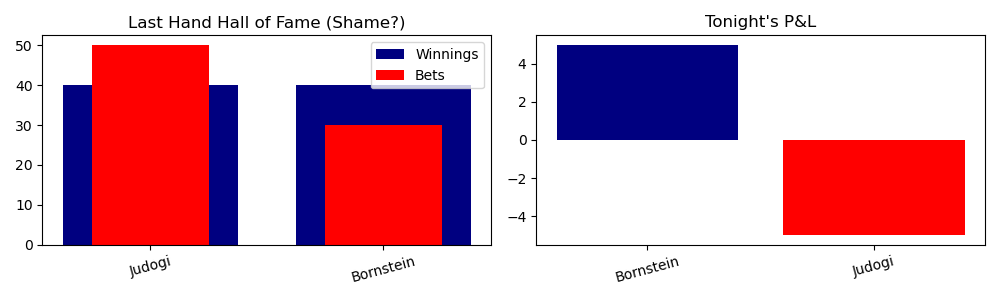 Last Hand Hall of Fame (Shame?)
50
40
30
20
10
0
Winnings
Bets
Judogi
Bornstein
Tonight's P&L
4
2
0
−2
−4
Bornstein
Judogi